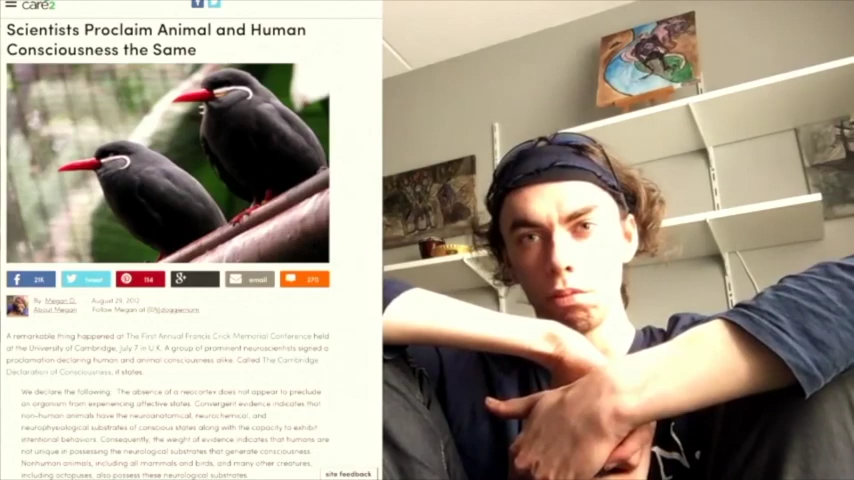 care2
Scientists Proclaim Animal and Human
Consciousness the Same
21K
tweet
114
email
375
By Megan D.
August 29, 2012
About Megan
Follow Megan at
A remarkable thing happened at The First Annual Francis Crick Memorial Conference held
at the University of Cambridge, July 7 in U.K. A group of prominent neuroscientists signed a
proclamation declaring human and animal consciousness alike. Called The Cambridge
Declaration of Consciousness, it states:
We declare the following: The absence of a neocortex does not appear to preclude
an organism from experiencing affective states. Convergent evidence indicates that
non-human animals have the neuroanatomical, neurochemical, and
neurophysiological substrates of conscious states along with the capacity to exhibit
intentional behaviors. Consequently, the weight of evidence indicates that humans are
not unique in possessing the neurological substrates that generate consciousness.
Nonhuman animals, including all mammals and birds, and many other creatures,
including octopuses, also possess these neurological substrates.
site feedback